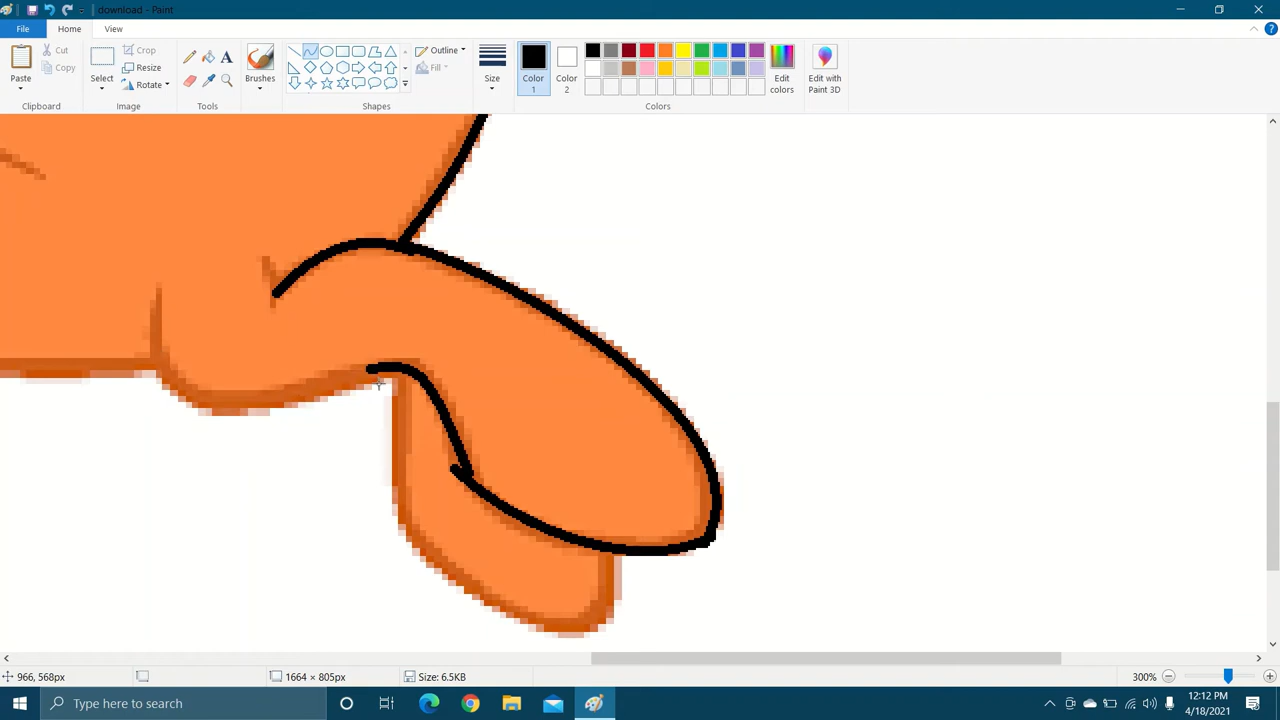 download - Paint
File Home View
Paste
Cut
Copy
Clipboard
Select
Crop
Resize
Rotate
Image
A
Tools
Brushes
Outline
Fill
Shapes
Size
Color
1
Color
2
Edit
colors
Colors
Edit with
Paint 3D
966, 568px
1664 × 805px
Size: 6.5KB
300%
Type here to search
12:12 PM
4/18/2021